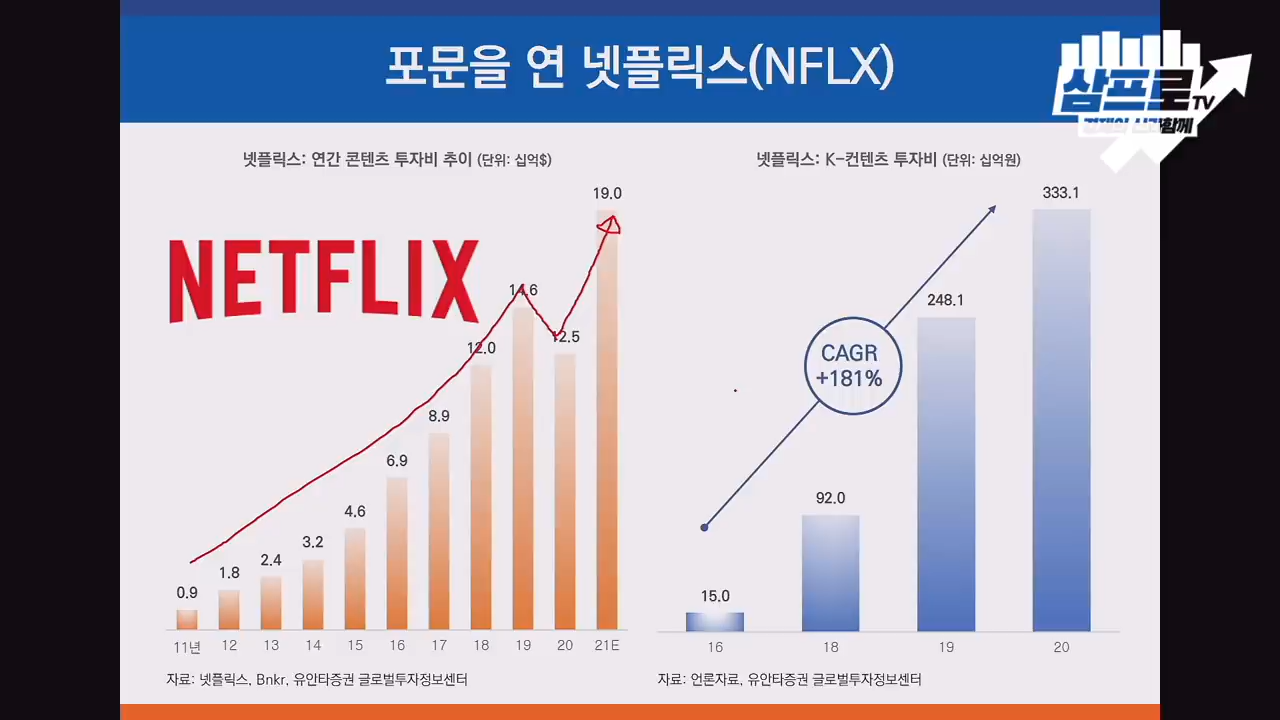 포문을 연 넷플릭스(NFLX)
삼프로TV
경제의 신과함께
넷플릭스: 연간 콘텐츠 투자비 추이 (단위: 십억$)
NETFLIX
19.0
14.6
12.5
12.0
8.9
6.9
4.6
3.2
2.4
1.8
0.9
11년 12 13 14 15 16 17 18 19 20 21E
자료: 넷플릭스, Bnkr, 유안타증권 글로벌투자정보센터
넷플릭스: K-컨텐츠 투자비 (단위: 십억원)
333.1
248.1
CAGR
+181%
92.0
15.0
16 18 19 20
자료: 언론자료, 유안타증권 글로벌투자정보센터